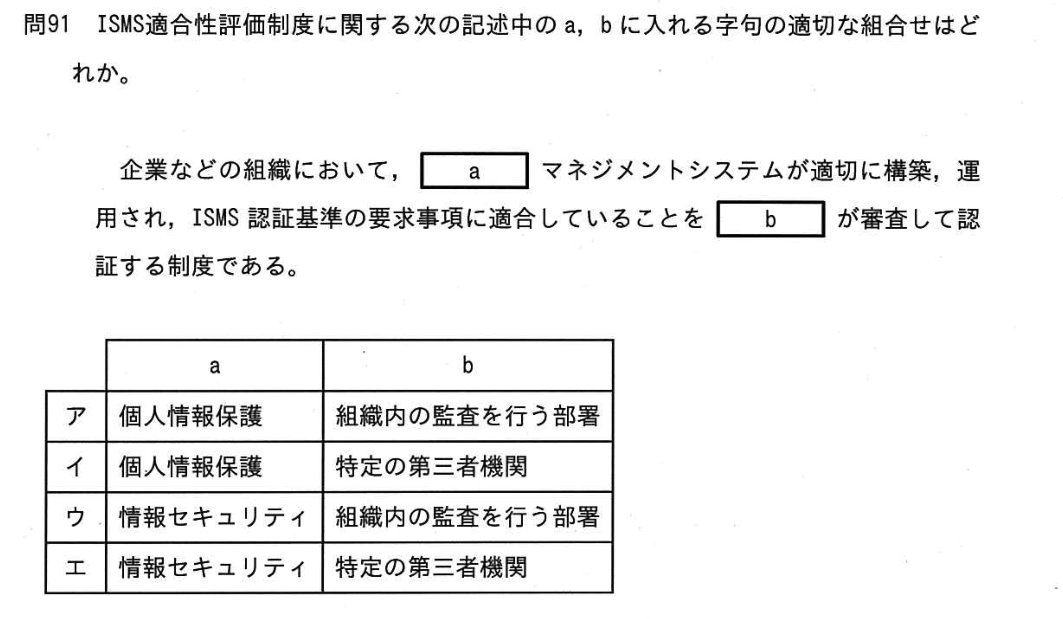 問91 ISMS適合性評価制度に関する次の記述中の a，b に入れる字句の適切な組合せはど
れか。
企業などの組織において， a マネジメントシステムが適切に構築，運
用され，ISMS 認証基準の要求事項に適合していることを b が審査して認
証する制度である。
a b
ア 個人情報保護 組織内の監査を行う部署
イ 個人情報保護 特定の第三者機関
ウ 情報セキュリティ 組織内の監査を行う部署
エ 情報セキュリティ 特定の第三者機関